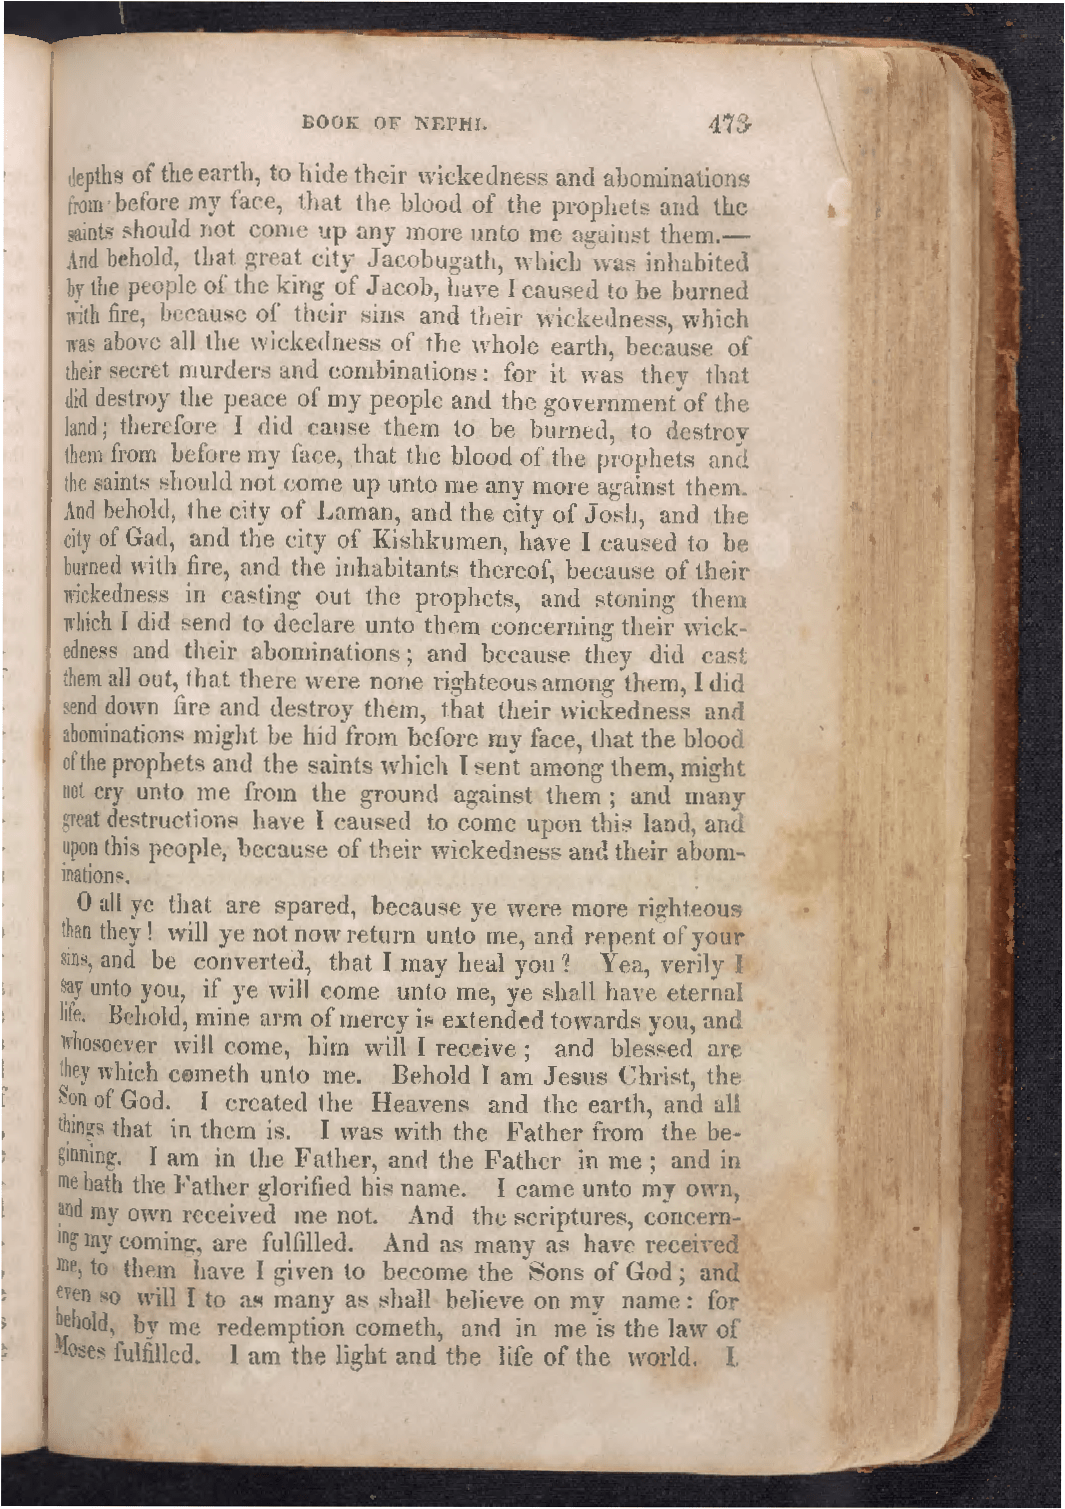 BOOK OF NEPHI. 473
depths of the earth, to hide their wickedness and abominations
from before my face, that the blood of the prophets and the
saints should not come up any more unto me against them.—
And behold, that great city Jacobugath, which was inhabited
by the people of the king of Jacob, have I caused to be burned
with fire, because of their sins and their wickedness, which
was above all the wickedness of the whole earth, because of
their secret murders and combinations: for it was they that
did destroy the peace of my people and the government of the
land; therefore I did cause them to be burned, to destroy
them from before my face, that the blood of the prophets and
the saints should not come up unto me any more against them.
And behold, the city of Laman, and the city of Josh, and the
city of Gad, and the city of Kishkumen, have I caused to be
burned with fire, and the inhabitants thereof, because of their
wickedness in casting out the prophets, and stoning them
which I did send to declare unto them concerning their wick-
edness and their abominations; and because they did cast
them all out, that there were none righteous among them, I did
send down fire and destroy them, that their wickedness and
abominations might be hid from before my face, that the blood
of the prophets and the saints which I sent among them, might
not cry unto me from the ground against them; and many
great destructions have I caused to come upon this land, and
upon this people, because of their wickedness and their abom-
inations.
O all ye that are spared, because ye were more righteous
than they! will ye not now return unto me, and repent of your
sins, and be converted, that I may heal you? Yea, verily I
say unto you, if ye will come unto me, ye shall have eternal
life. Behold, mine arm of mercy is extended towards you, and
whosoever will come, him will I receive; and blessed are
they which cometh unto me. Behold I am Jesus Christ, the
Son of God. I created the Heavens and the earth, and all
things that in them is. I was with the Father from the be-
ginning. I am in the Father, and the Father in me; and in
me hath the Father glorified his name. I came unto my own,
and my own received me not. And the scriptures, concern-
ing my coming, are fulfilled. And as many as have received
me, to them have I given to become the Sons of God; and
even so will I to as many as shall believe on my name: for
behold, by me redemption cometh, and in me is the law of
Moses fulfilled. I am the light and the life of the world. I